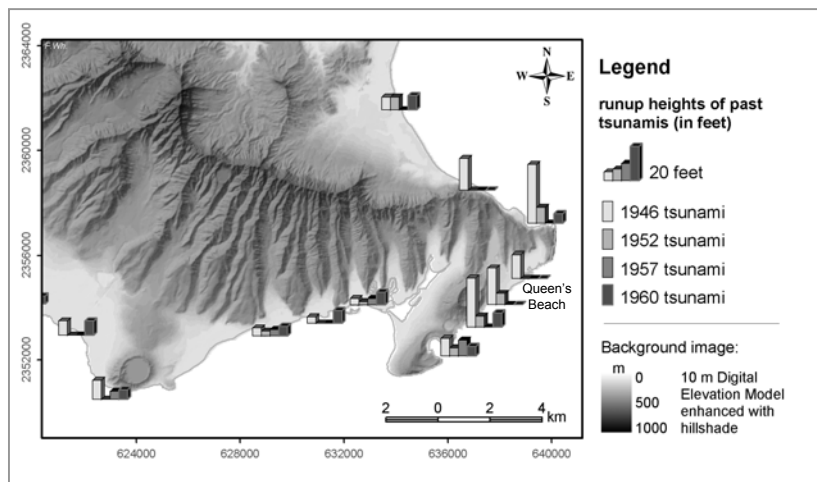 F Wh.
2364000
2360000
2356000
2352000
N
W E
S
Queen's
Beach
2 0 2 4
km
624000 628000 632000 636000 640000
Legend
runup heights of past
tsunamis (in feet)
20 feet
1946 tsunami
1952 tsunami
1957 tsunami
1960 tsunami
Background image:
m
0
500
1000
10 m Digital
Elevation Model
enhanced with
hillshade